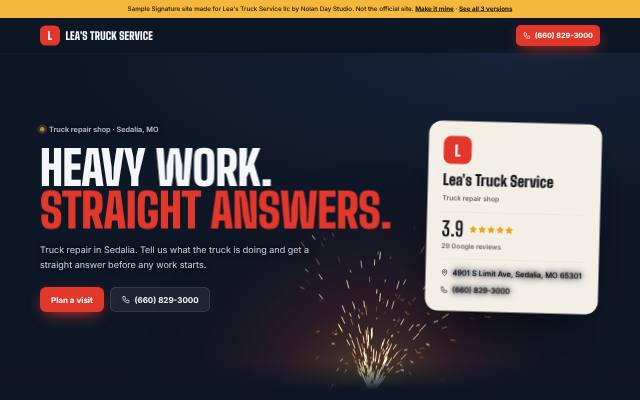 Sample Signature site made for Lea's Truck Service llc by Nolan Day Studio. Not the official site. Make it mine · See all 3 versions
L LEA'S TRUCK SERVICE
(660) 829-3000
Truck repair shop · Sedalia, MO
HEAVY WORK.
STRAIGHT ANSWERS.
Truck repair in Sedalia. Tell us what the truck is doing and get a
straight answer before any work starts.
Plan a visit
(660) 829-3000
L
Lea's Truck Service
Truck repair shop
3.9
29 Google reviews
4901 S Limit Ave, Sedalia, MO 65301
(660) 829-3000